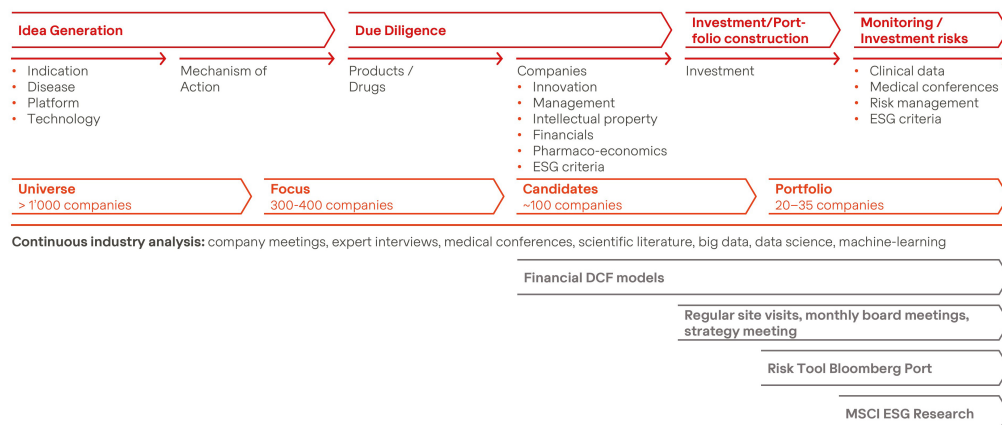 Idea Generation
Due Diligence
Investment/Port-
folio construction
Monitoring /
Investment risks
• Indication
• Disease
• Platform
• Technology
Mechanism of
Action
Products /
Drugs
Companies
• Innovation
• Management
• Intellectual property
• Financials
• Pharmaco-economics
• ESG criteria
Investment
• Clinical data
• Medical conferences
• Risk management
• ESG criteria
Universe
> 1’000 companies
Focus
300-400 companies
Candidates
~100 companies
Portfolio
20–35 companies
Continuous industry analysis: company meetings, expert interviews, medical conferences, scientific literature, big data, data science, machine-learning
Financial DCF models
Regular site visits, monthly board meetings,
strategy meeting
Risk Tool Bloomberg Port
MSCI ESG Research